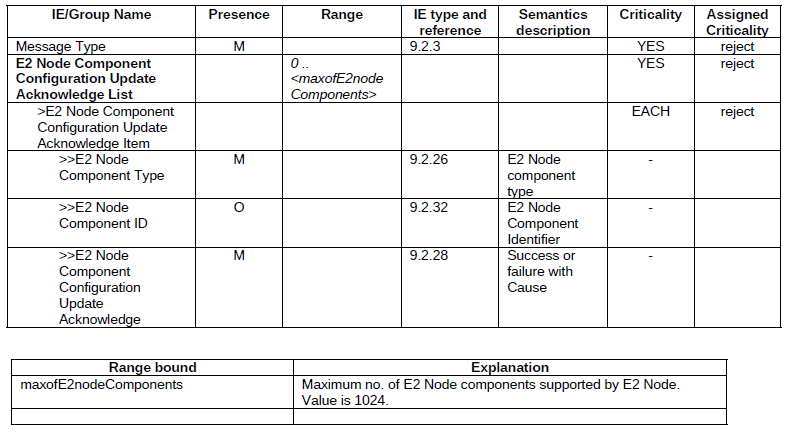 IE/Group Name Presence Range IE type and reference Semantics description Criticality Assigned Criticality
Message Type M 9.2.3 YES reject
E2 Node Component Configuration Update Acknowledge List 0 .. <maxofE2node Components> YES reject
>E2 Node Component Configuration Update Acknowledge Item EACH reject
>>E2 Node Component Type M 9.2.26 E2 Node component type -
>>E2 Node Component ID O 9.2.32 E2 Node Component Identifier -
>>E2 Node Component Configuration Update Acknowledge M 9.2.28 Success or failure with Cause -
Range bound Explanation
maxofE2nodeComponents Maximum no. of E2 Node components supported by E2 Node. Value is 1024.